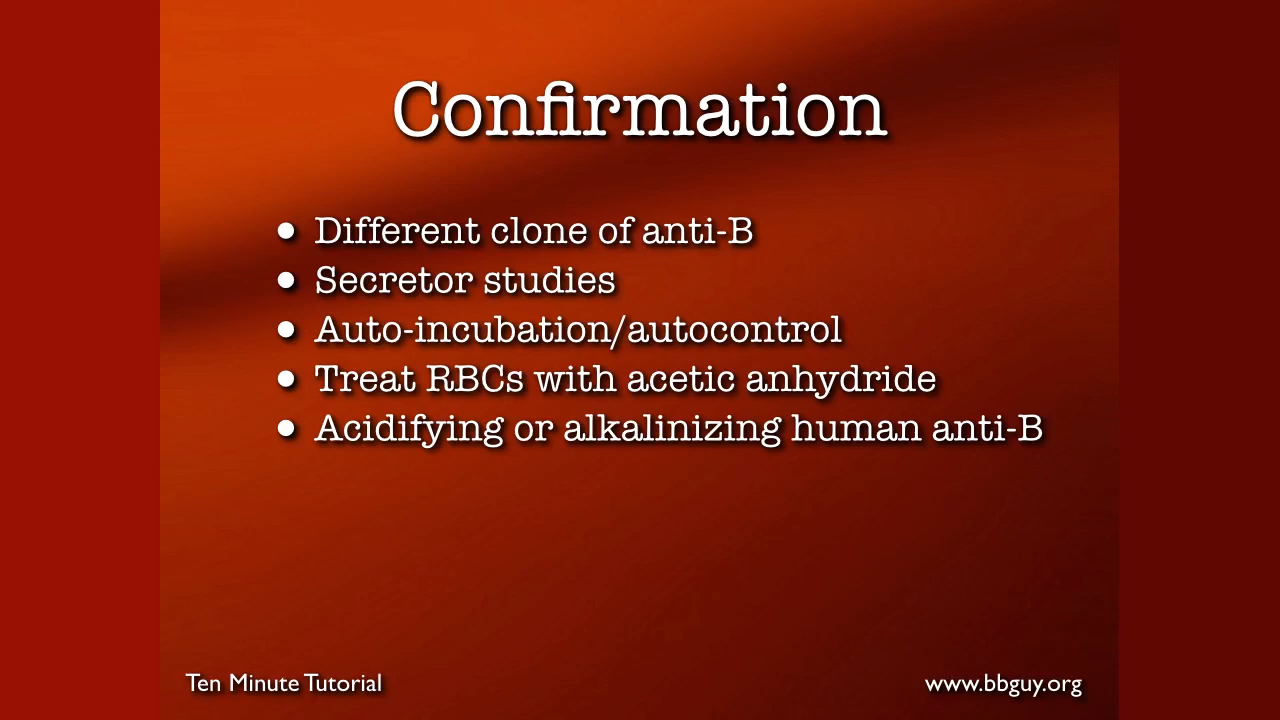 Confirmation
• Different clone of anti-B
• Secretor studies
• Auto-incubation/autocontrol
• Treat RBCs with acetic anhydride
• Acidifying or alkalinizing human anti-B
Ten Minute Tutorial
www.bbguy.org